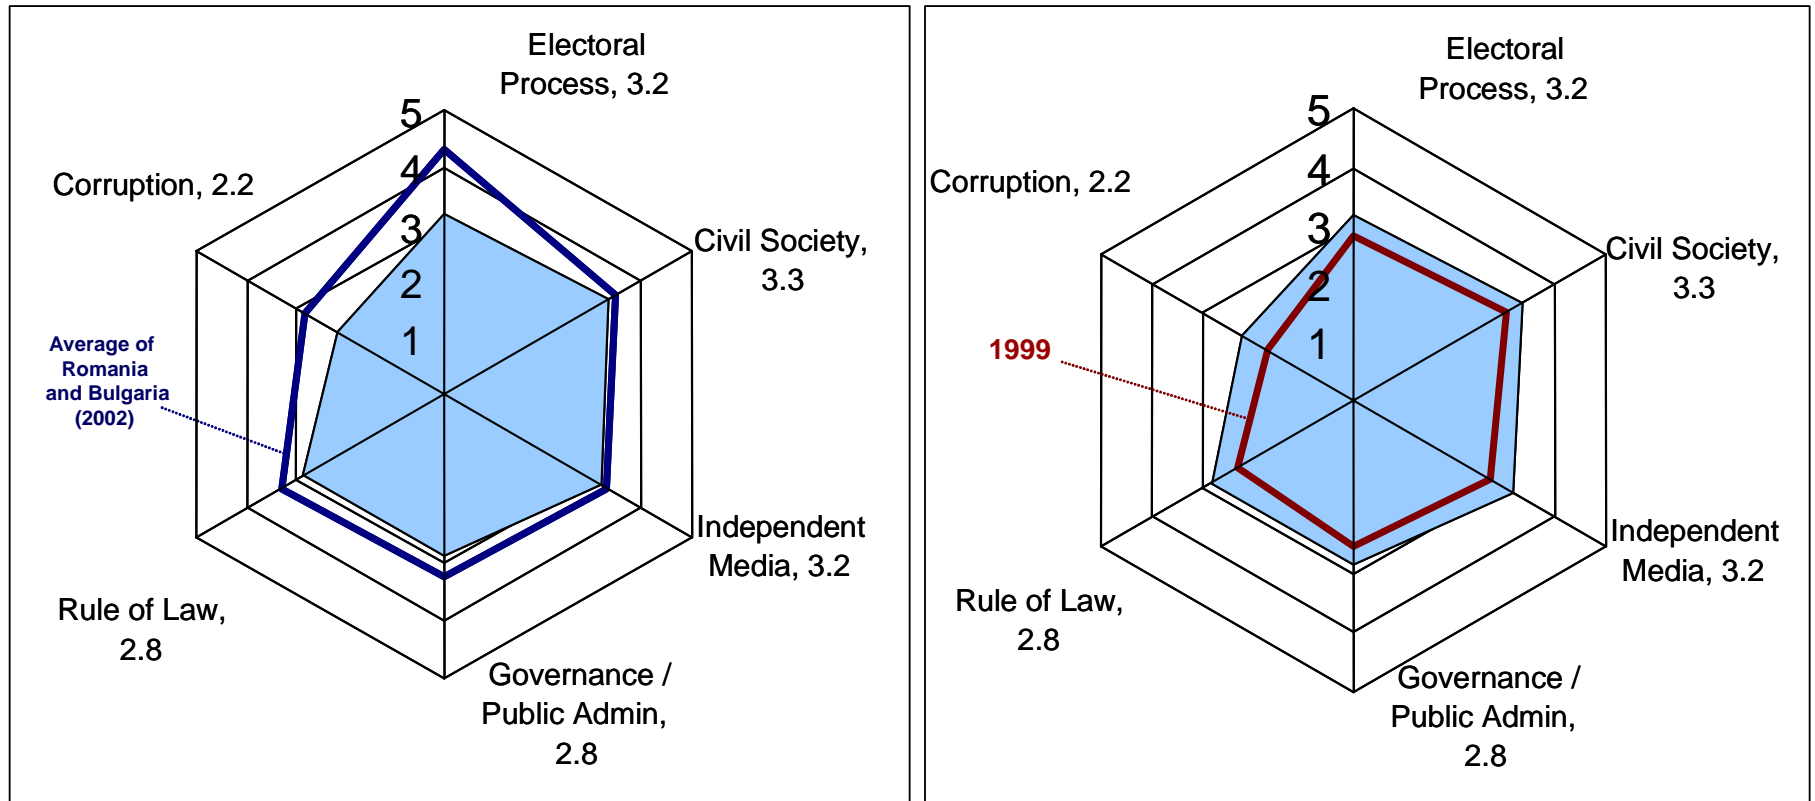 Electoral
Process, 3.2
5
4
3
2
1
Corruption, 2.2
Civil Society,
3.3
Average of
Romania
and Bulgaria
(2002)
Independent
Media, 3.2
Rule of Law,
2.8
Governance /
Public Admin,
2.8
Electoral
Process, 3.2
5
4
3
2
1
Corruption, 2.2
Civil Society,
3.3
1999
Independent
Media, 3.2
Rule of Law,
2.8
Governance /
Public Admin,
2.8